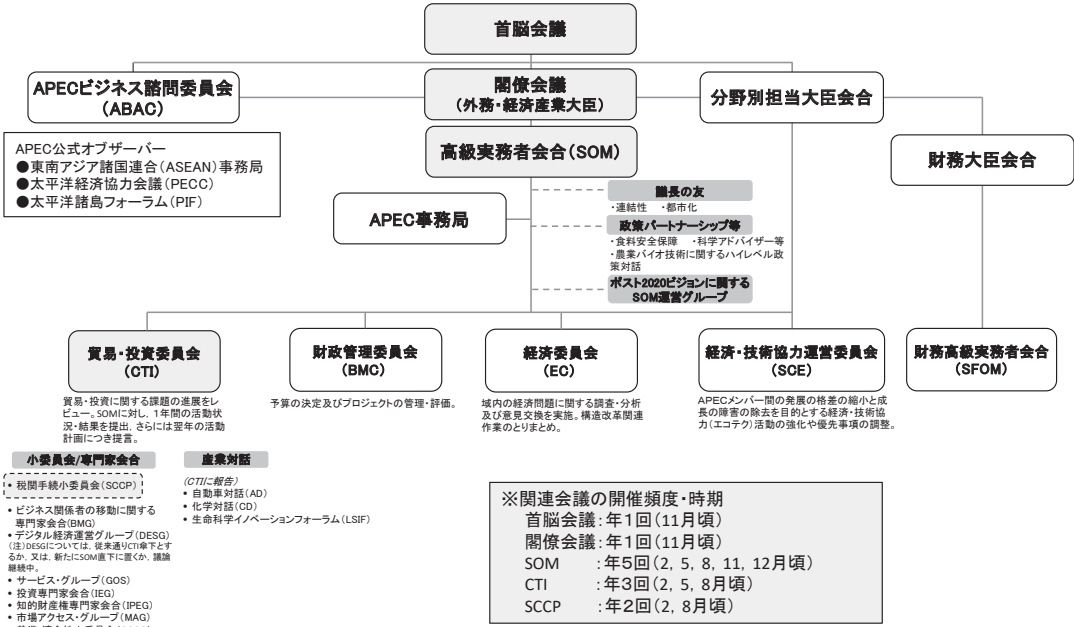 首脳会議
APECビジネス諮問委員会
(ABAC)
閣僚会議
(外務・経済産業大臣)
分野別担当大臣会合
高級実務者会合(SOM)
財務大臣会合
APEC公式オブザーバー
●東南アジア諸国連合(ASEAN)事務局
●太平洋経済協力会議(PECC)
●太平洋諸島フォーラム(PIF)
APEC事務局
議長の友
・連結性 ・都市化
政策パートナーシップ等
・食料安全保障 ・科学アドバイザー等
・農業バイオ技術に関するハイレベル政
策対話
ポスト2020ビジョンに関する
SOM運営グループ
貿易・投資委員会
(CTI)
貿易・投資に関する課題の進展をレ
ビュー。SOMに対し、1年間の活動状
況・結果を提出、さらには翌年の活動
計画につき提言。
財政管理委員会
(BMC)
予算の決定及びプロジェクトの管理・評価。
経済委員会
(EC)
域内の経済問題に関する調査・分析
及び意見交換を実施。構造改革関連
作業のとりまとめ。
経済・技術協力運営委員会
(SCE)
APECメンバー間の発展の格差の縮小と成
長の障害の除去を目的とする経済・技術協
力(エコテク)活動の強化や優先事項の調整。
財務高級実務者会合
(SFOM)
小委員会/専門家会合
• 税関手続小委員会(SCCP)
• ビジネス関係者の移動に関する
専門家会合(BMG)
• デジタル経済運営グループ(DESG)
(注)DESGについては、従来通りCTI傘下とす
るか、又は、新たにSOM直下に置くか、議論
継続中。
• サービス・グループ(GOS)
• 投資専門家会合(IEG)
• 知的財産権専門家会合(IPEG)
• 市場アクセス・グループ(MAG)
産業対話
(CTIに報告)
• 自動車対話(AD)
• 化学対話(CD)
• 生命科学イノベーションフォーラム(LSIF)
※関連会議の開催頻度・時期
首脳会議:年1回(11月頃)
閣僚会議:年1回(11月頃)
SOM :年5回(2, 5, 8, 11, 12月頃)
CTI :年3回(2, 5, 8月頃)
SCCP :年2回(2, 8月頃)